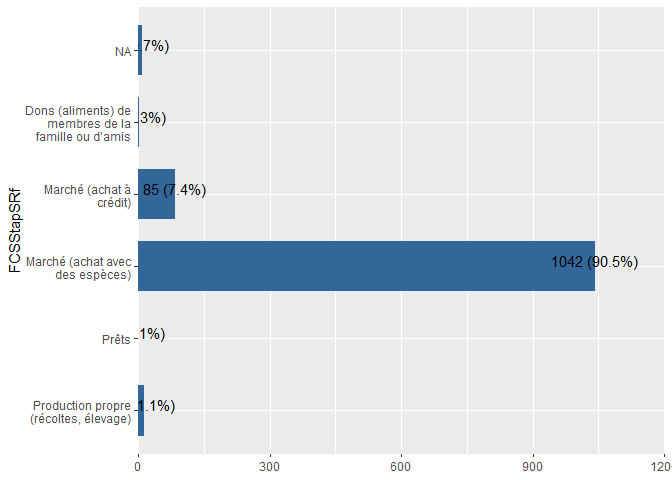 FCSStapSRf
NA
7%)
Dons (aliments) de
membres de la
famille ou d'amis
3%)
Marché (achat à
crédit)
85 (7.4%)
Marché (achat avec
des espèces)
1042 (90.5%)
Prêts
1%)
Production propre
(récoltes, élevage)
1.1%)
0
300
600
900
120